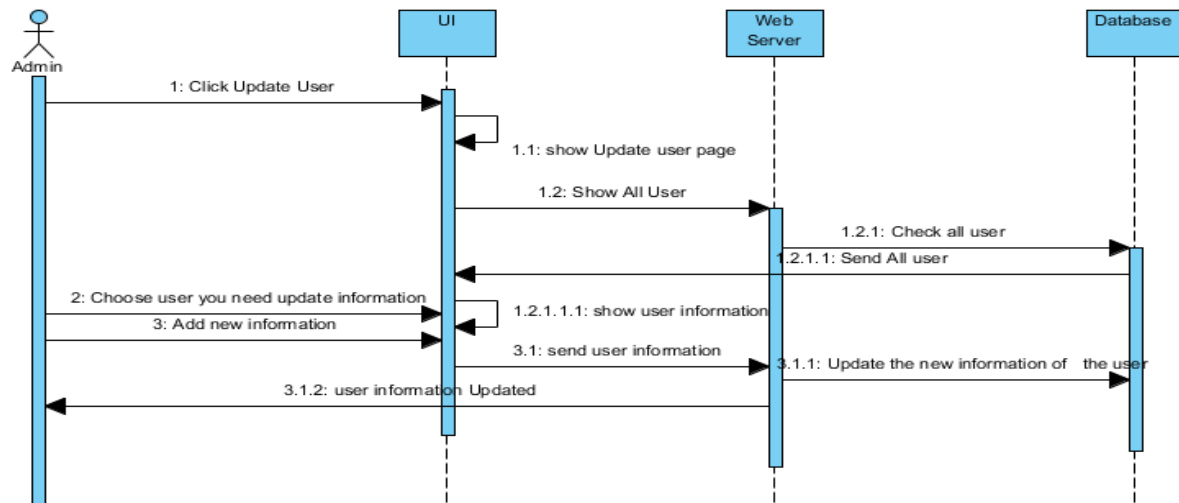 UI
Web
Server
Database
Admin
1: Click Update User
1.1: show Update user page
1.2: Show All User
1.2.1: Check all user
1.2.1.1: Send All user
2: Choose user you need update information
1.2.1.1.1: show user information
3: Add new information
3.1: send user information
3.1.1: Update the new information of the user
3.1.2: user information Updated